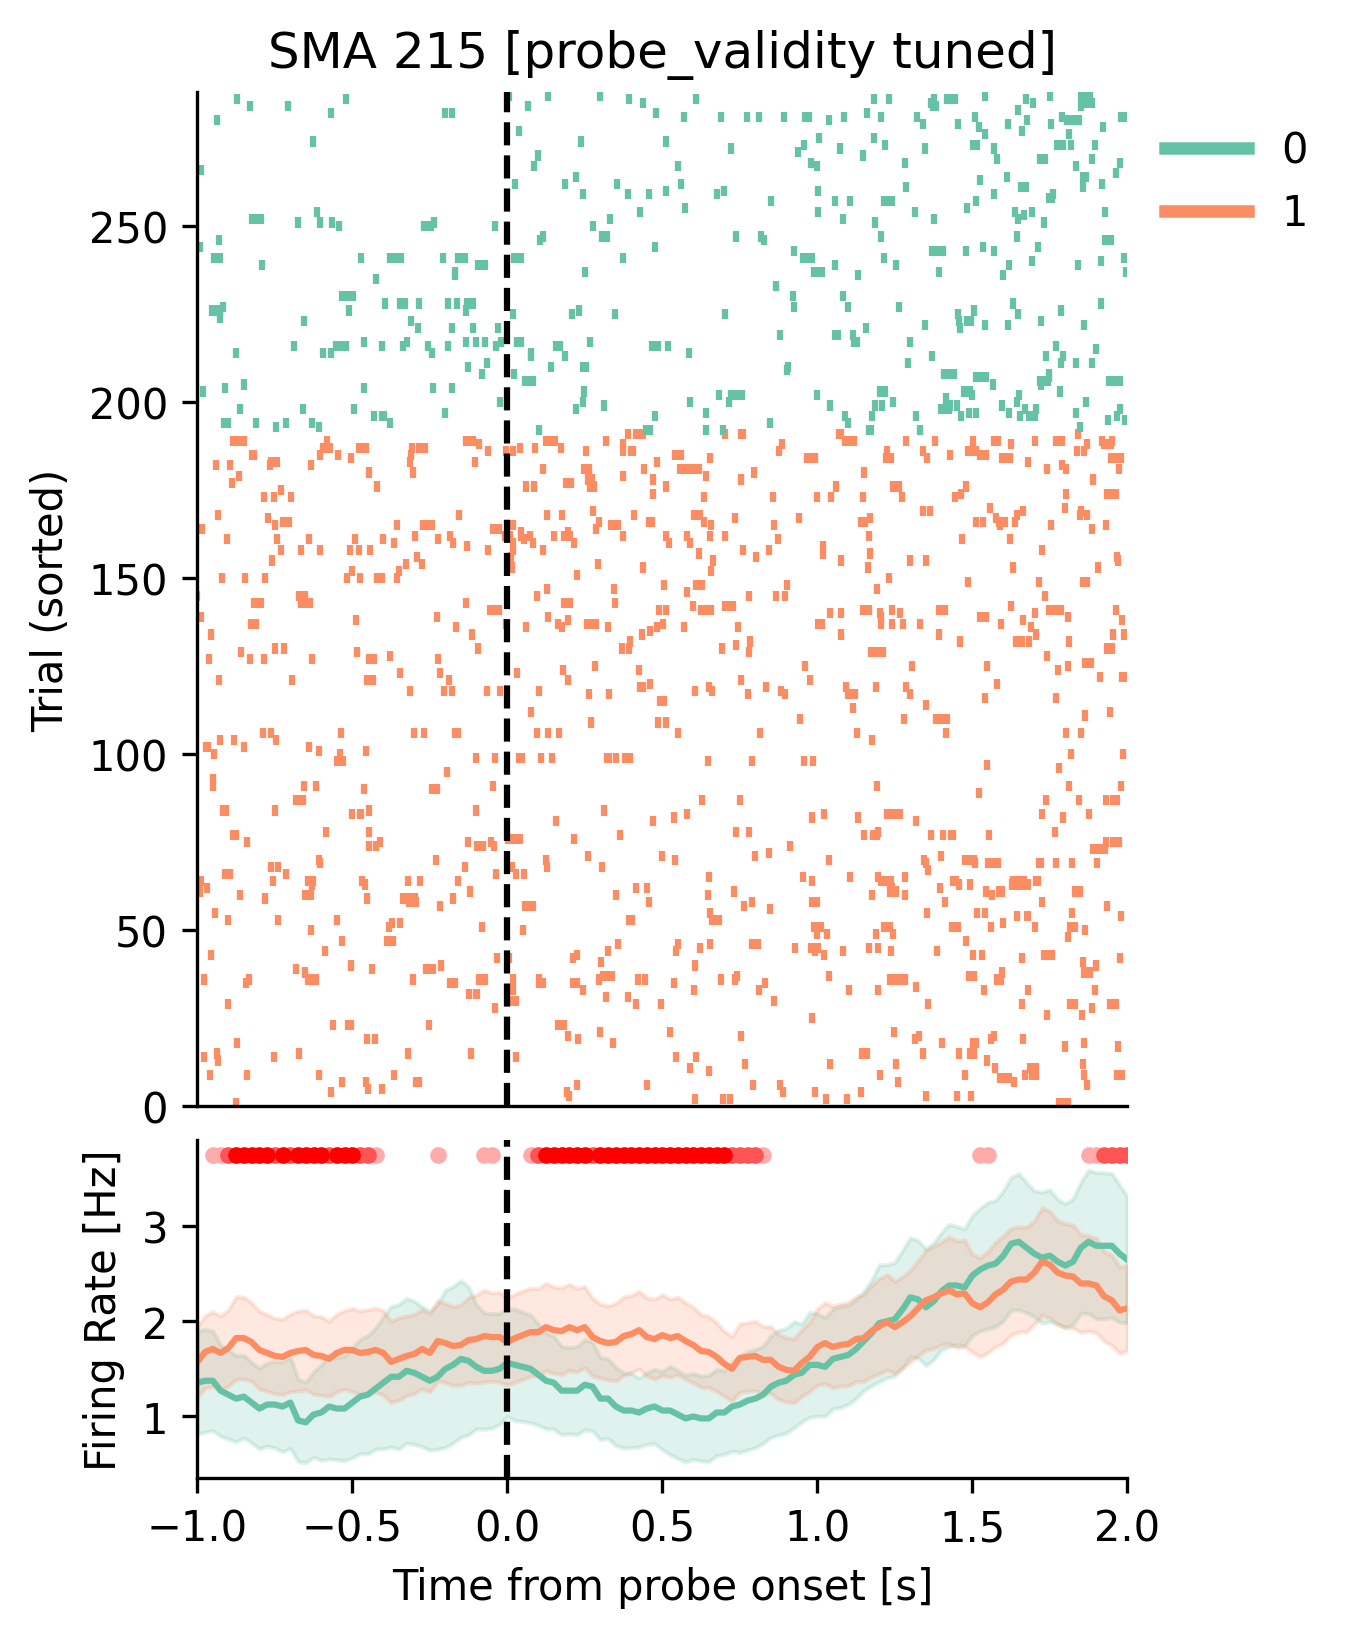 SMA 215 [probe_validity tuned]
0
1
Trial (sorted)
250
200
150
100
50
0
Firing Rate [Hz]
3
2
1
−1.0 −0.5 0.0 0.5 1.0 1.5 2.0
Time from probe onset [s]